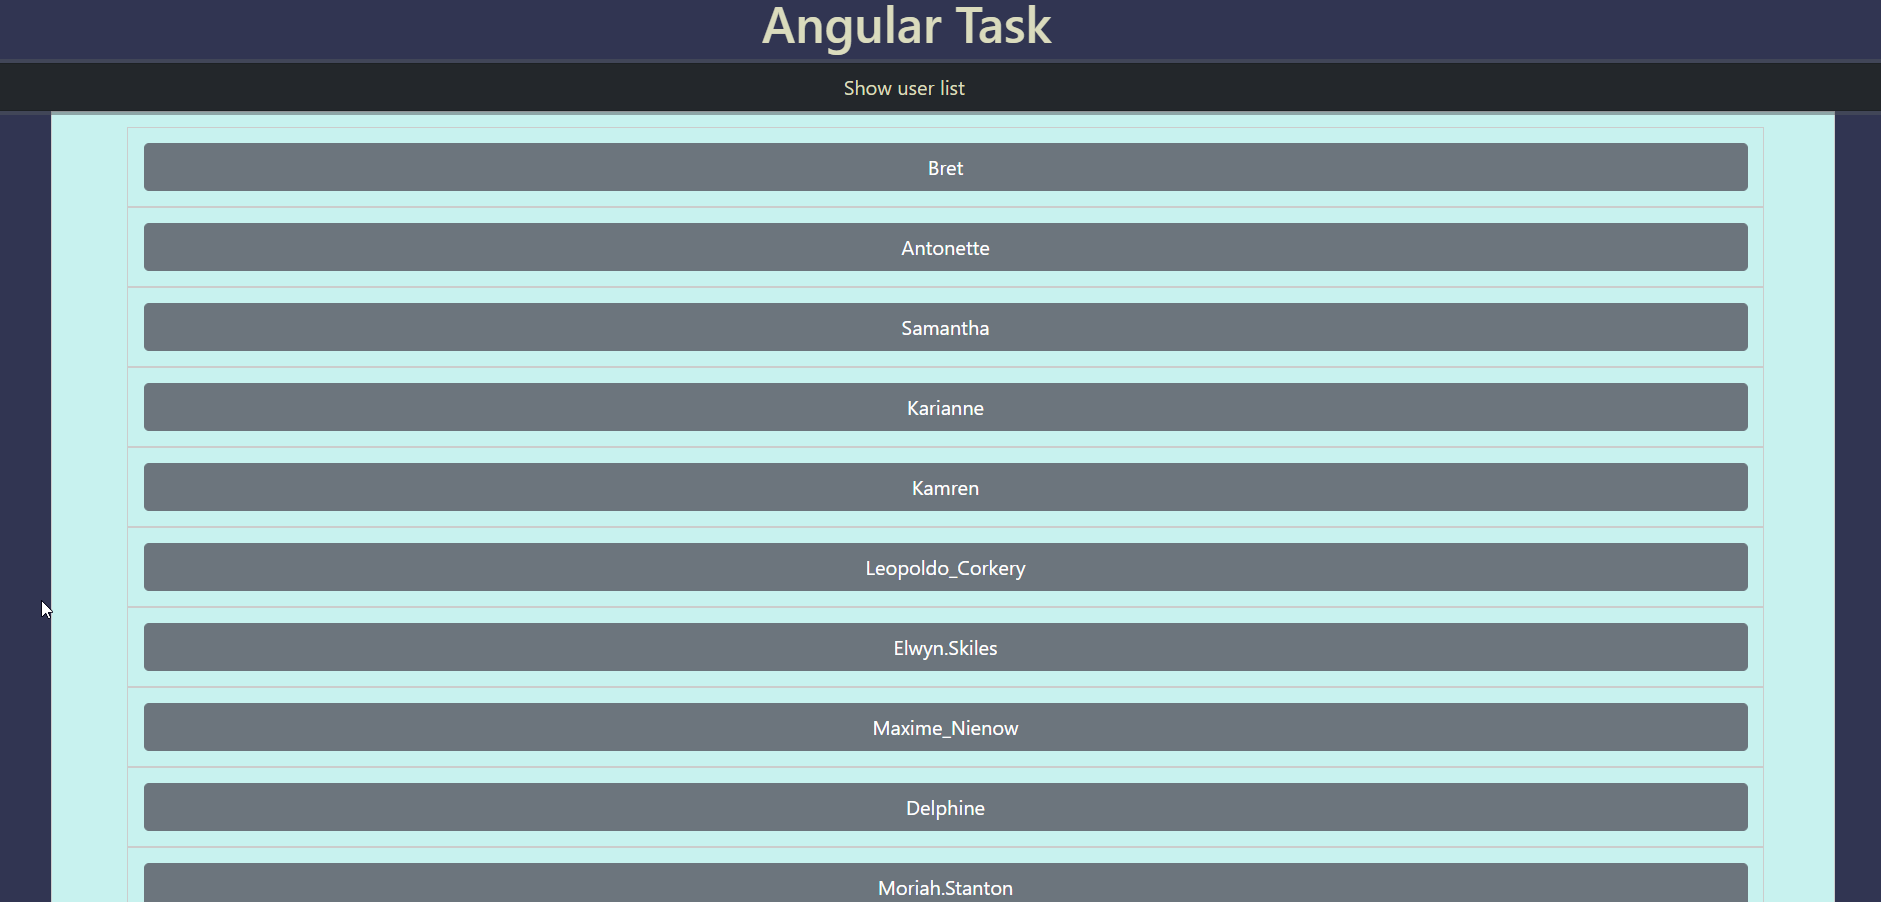 Angular Task
Show user list
Bret
Antonette
Samantha
Karianne
Kamren
Leopoldo_Corkery
Elwyn.Skiles
Maxime_Nienow
Delphine
Moriah.Stanton